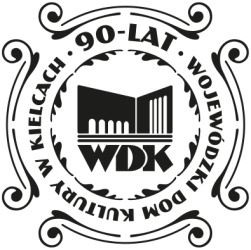 90-LAT · WOJEWÓDZKI DOM KULTURY W KIELCACH ·
WDK